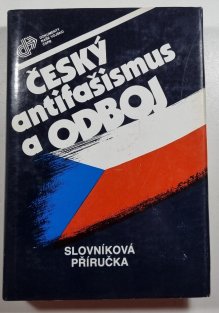 ČESKÝ
antifašismus
a ODBOJ
SLOVNÍKOVÁ
PŘÍRUČKA